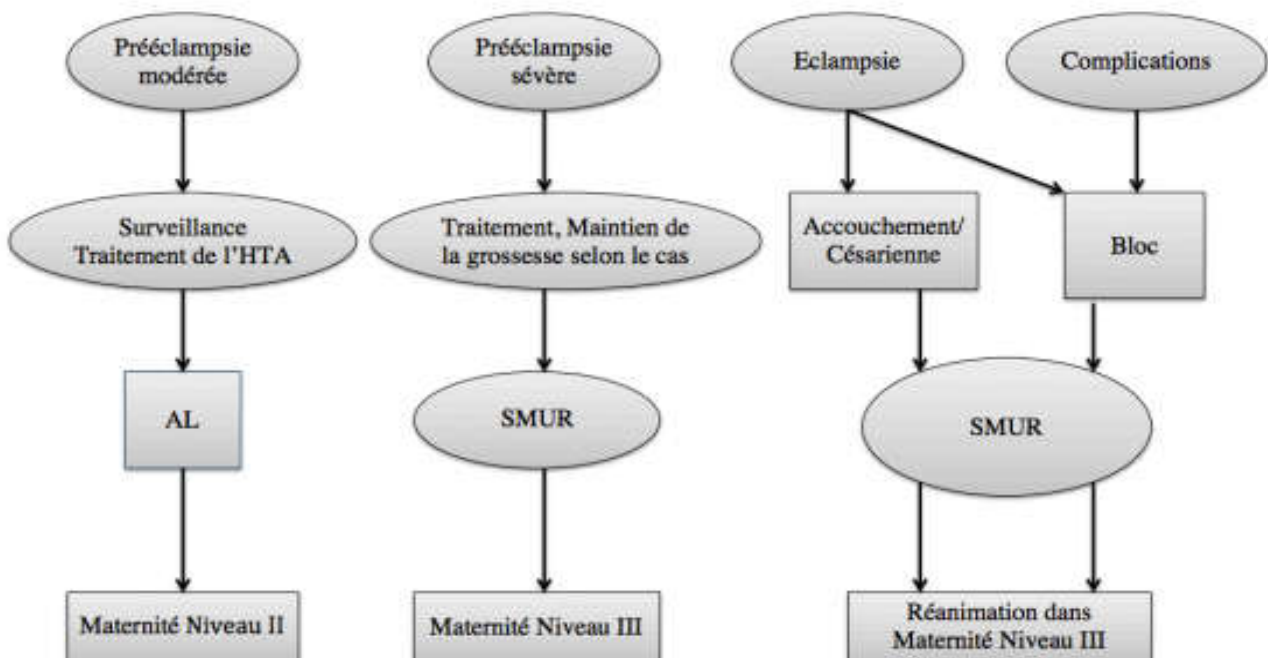 Prééclampsie
modérée
Prééclampsie
sévère
Eclampsie
Complications
Surveillance
Traitement de l'HTA
Traitement, Maintien de
la grossesse selon le cas
Accouchement/
Césarienne
Bloc
AL
SMUR
SMUR
Maternité Niveau II
Maternité Niveau III
Réanimation dans
Maternité Niveau III